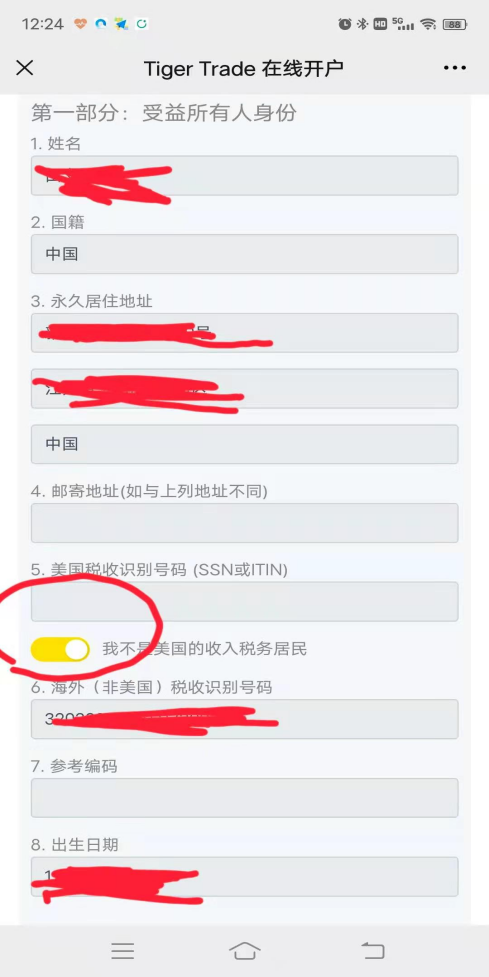 12:24
HD 5G 88
Tiger Trade 在线开户
第一部分：受益所有人身份
1. 姓名
2. 国籍
中国
3. 永久居住地址
中国
4. 邮寄地址(如与上列地址不同)
5. 美国税收识别号码 (SSN或ITIN)
我不是美国的收入税务居民
6. 海外（非美国）税收识别号码
7. 参考编码
8. 出生日期